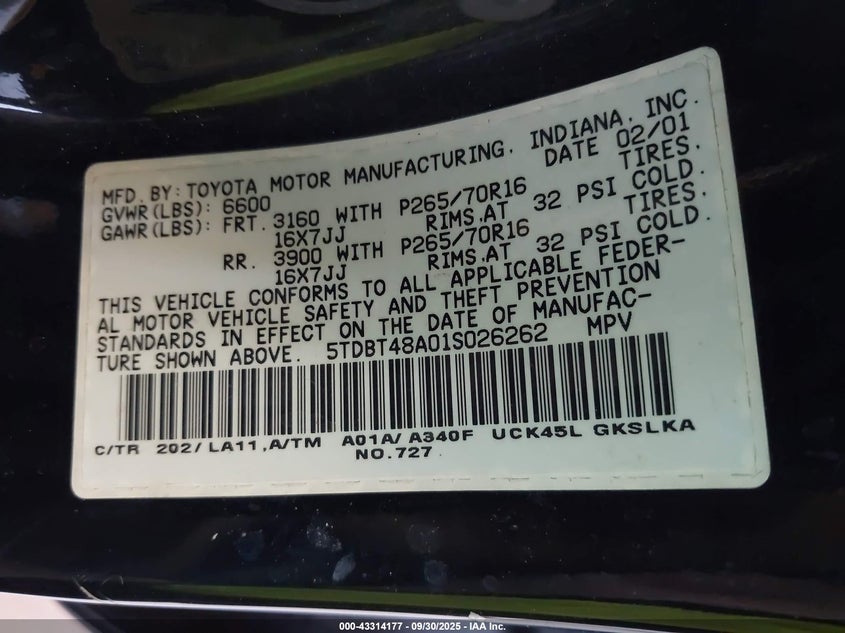 MFD. BY: TOYOTA MOTOR MANUFACTURING, INDIANA, INC.
GVWR(LBS): 6600 DATE 02/01
GAWR(LBS): FRT. 3160 WITH P265/70R16 TIRES,
16X7JJ RIMS,AT 32 PSI COLD.
RR. 3900 WITH P265/70R16 TIRES,
16X7JJ RIMS,AT 32 PSI COLD.
THIS VEHICLE CONFORMS TO ALL APPLICABLE FEDER-
AL MOTOR VEHICLE SAFETY AND THEFT PREVENTION
STANDARDS IN EFFECT ON THE DATE OF MANUFAC-
TURE SHOWN ABOVE. 5TDBT48A01S026262 MPV
C/TR 202/LA11,A/TM A01A/A340F UCK45L GKSLKA
NO.727
000-43314177 - 09/30/2025 - IAA Inc.